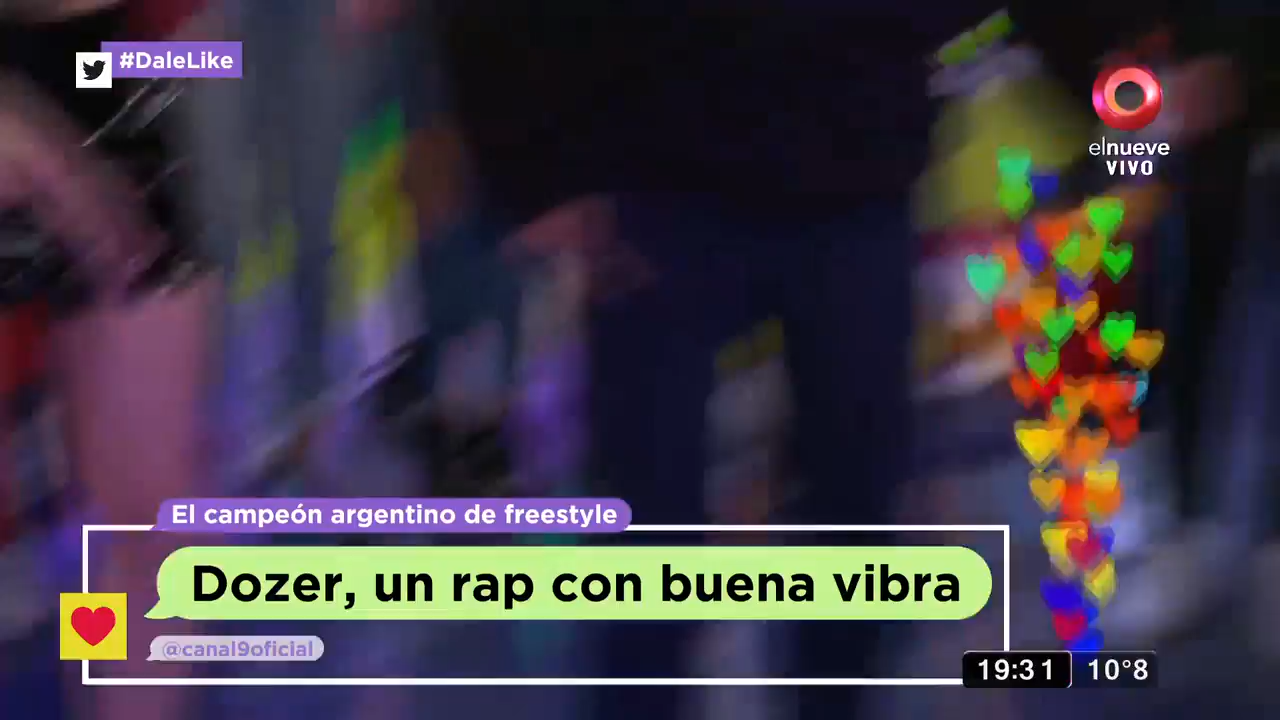 #DaleLike
elnueve
VIVO
El campeón argentino de freestyle
Dozer, un rap con buena vibra
@canal9oficial
19:31 10°8